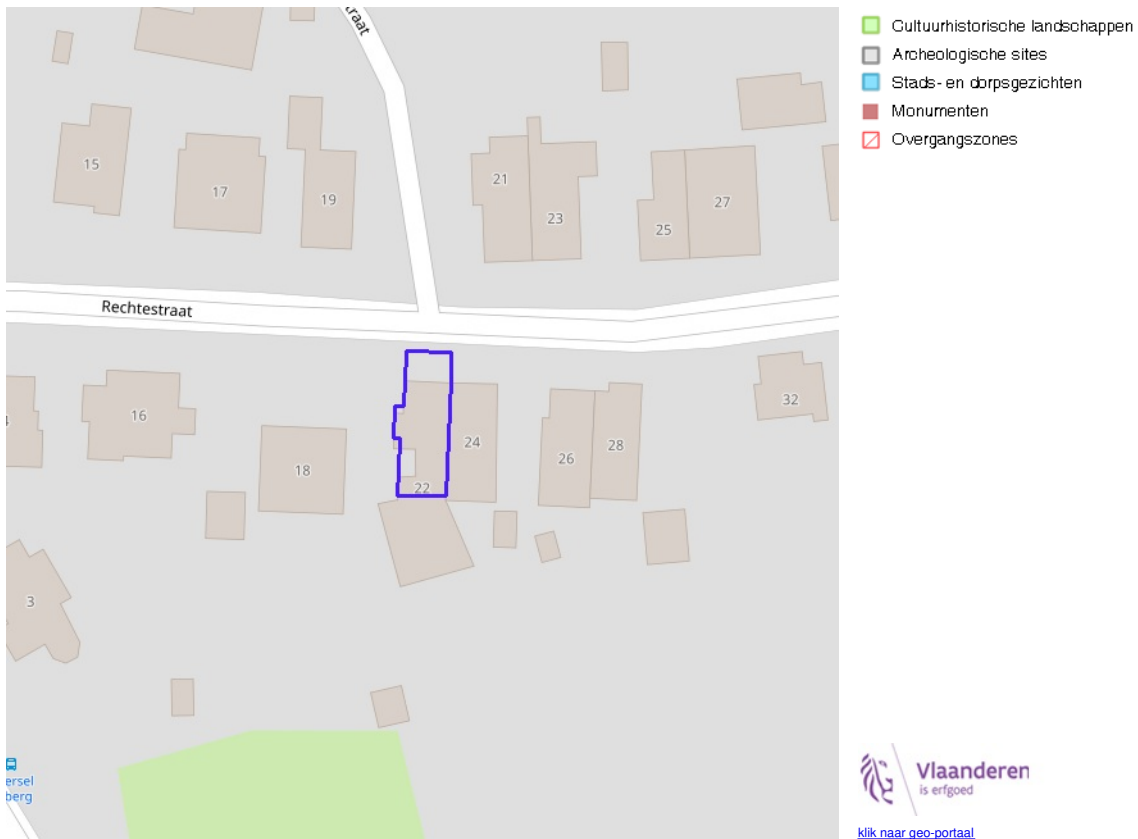 straat
15
17
19
21
23
25
27
Rechtestraat
16
18
22
24
26
28
32
3
ersel
berg
Cultuurhistorische landschappen
Archeologische sites
Stads- en dorpsgezichten
Monumenten
Overgangszones
Vlaanderen
is erfgoed
klik naar geo-portaal